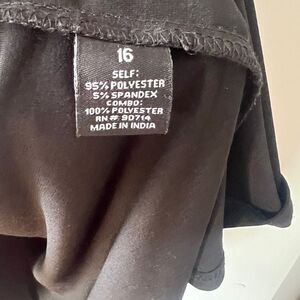 16
SELF:
95% POLYESTER
5% SPANDEX
COMBO:
100% POLYESTER
RN # 90714
MADE IN INDIA